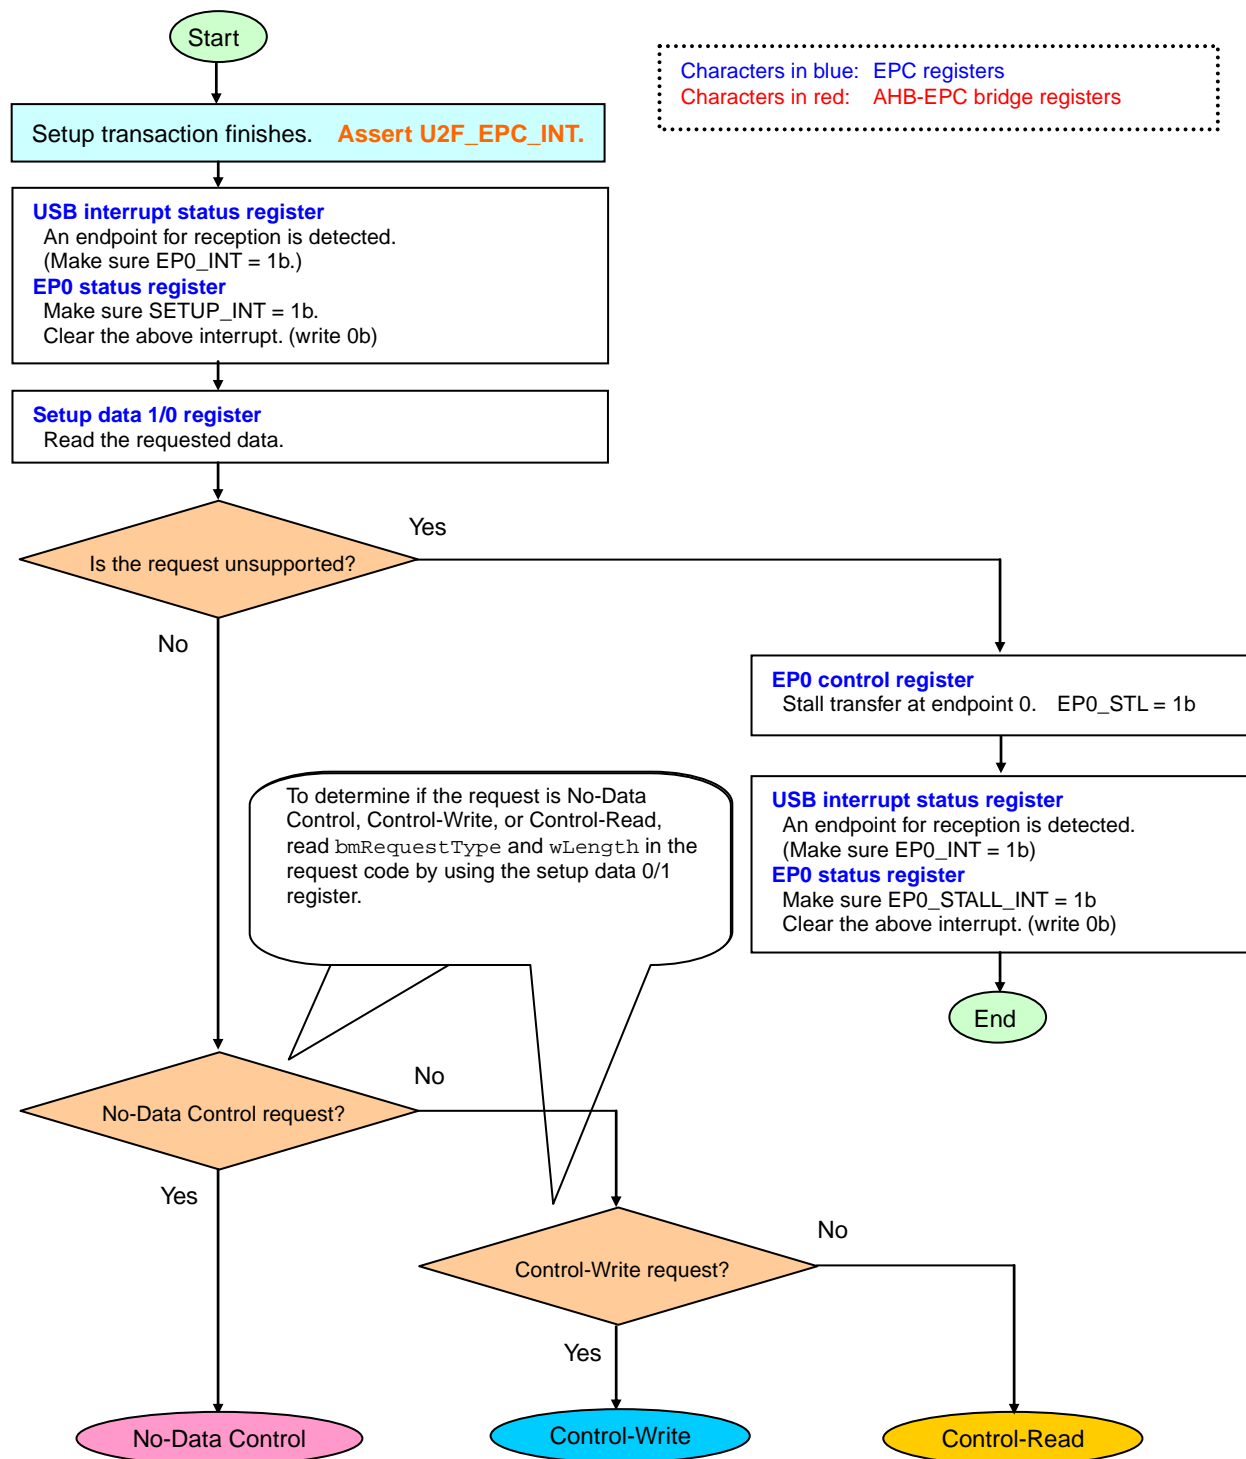 Start
Characters in blue: EPC registers
Characters in red: AHB-EPC bridge registers
Setup transaction finishes. Assert U2F_EPC_INT.
USB interrupt status register
An endpoint for reception is detected.
(Make sure EP0_INT = 1b.)
EP0 status register
Make sure SETUP_INT = 1b.
Clear the above interrupt. (write 0b)
Setup data 1/0 register
Read the requested data.
Is the request unsupported?
Yes
No
EP0 control register
Stall transfer at endpoint 0. EP0_STL = 1b
USB interrupt status register
An endpoint for reception is detected.
(Make sure EP0_INT = 1b)
EP0 status register
Make sure EP0_STALL_INT = 1b
Clear the above interrupt. (write 0b)
End
To determine if the request is No-Data
Control, Control-Write, or Control-Read,
read bmRequestType and wLength in the
request code by using the setup data 0/1
register.
No-Data Control request?
No
Yes
Control-Write request?
No
Yes
No-Data Control
Control-Write
Control-Read